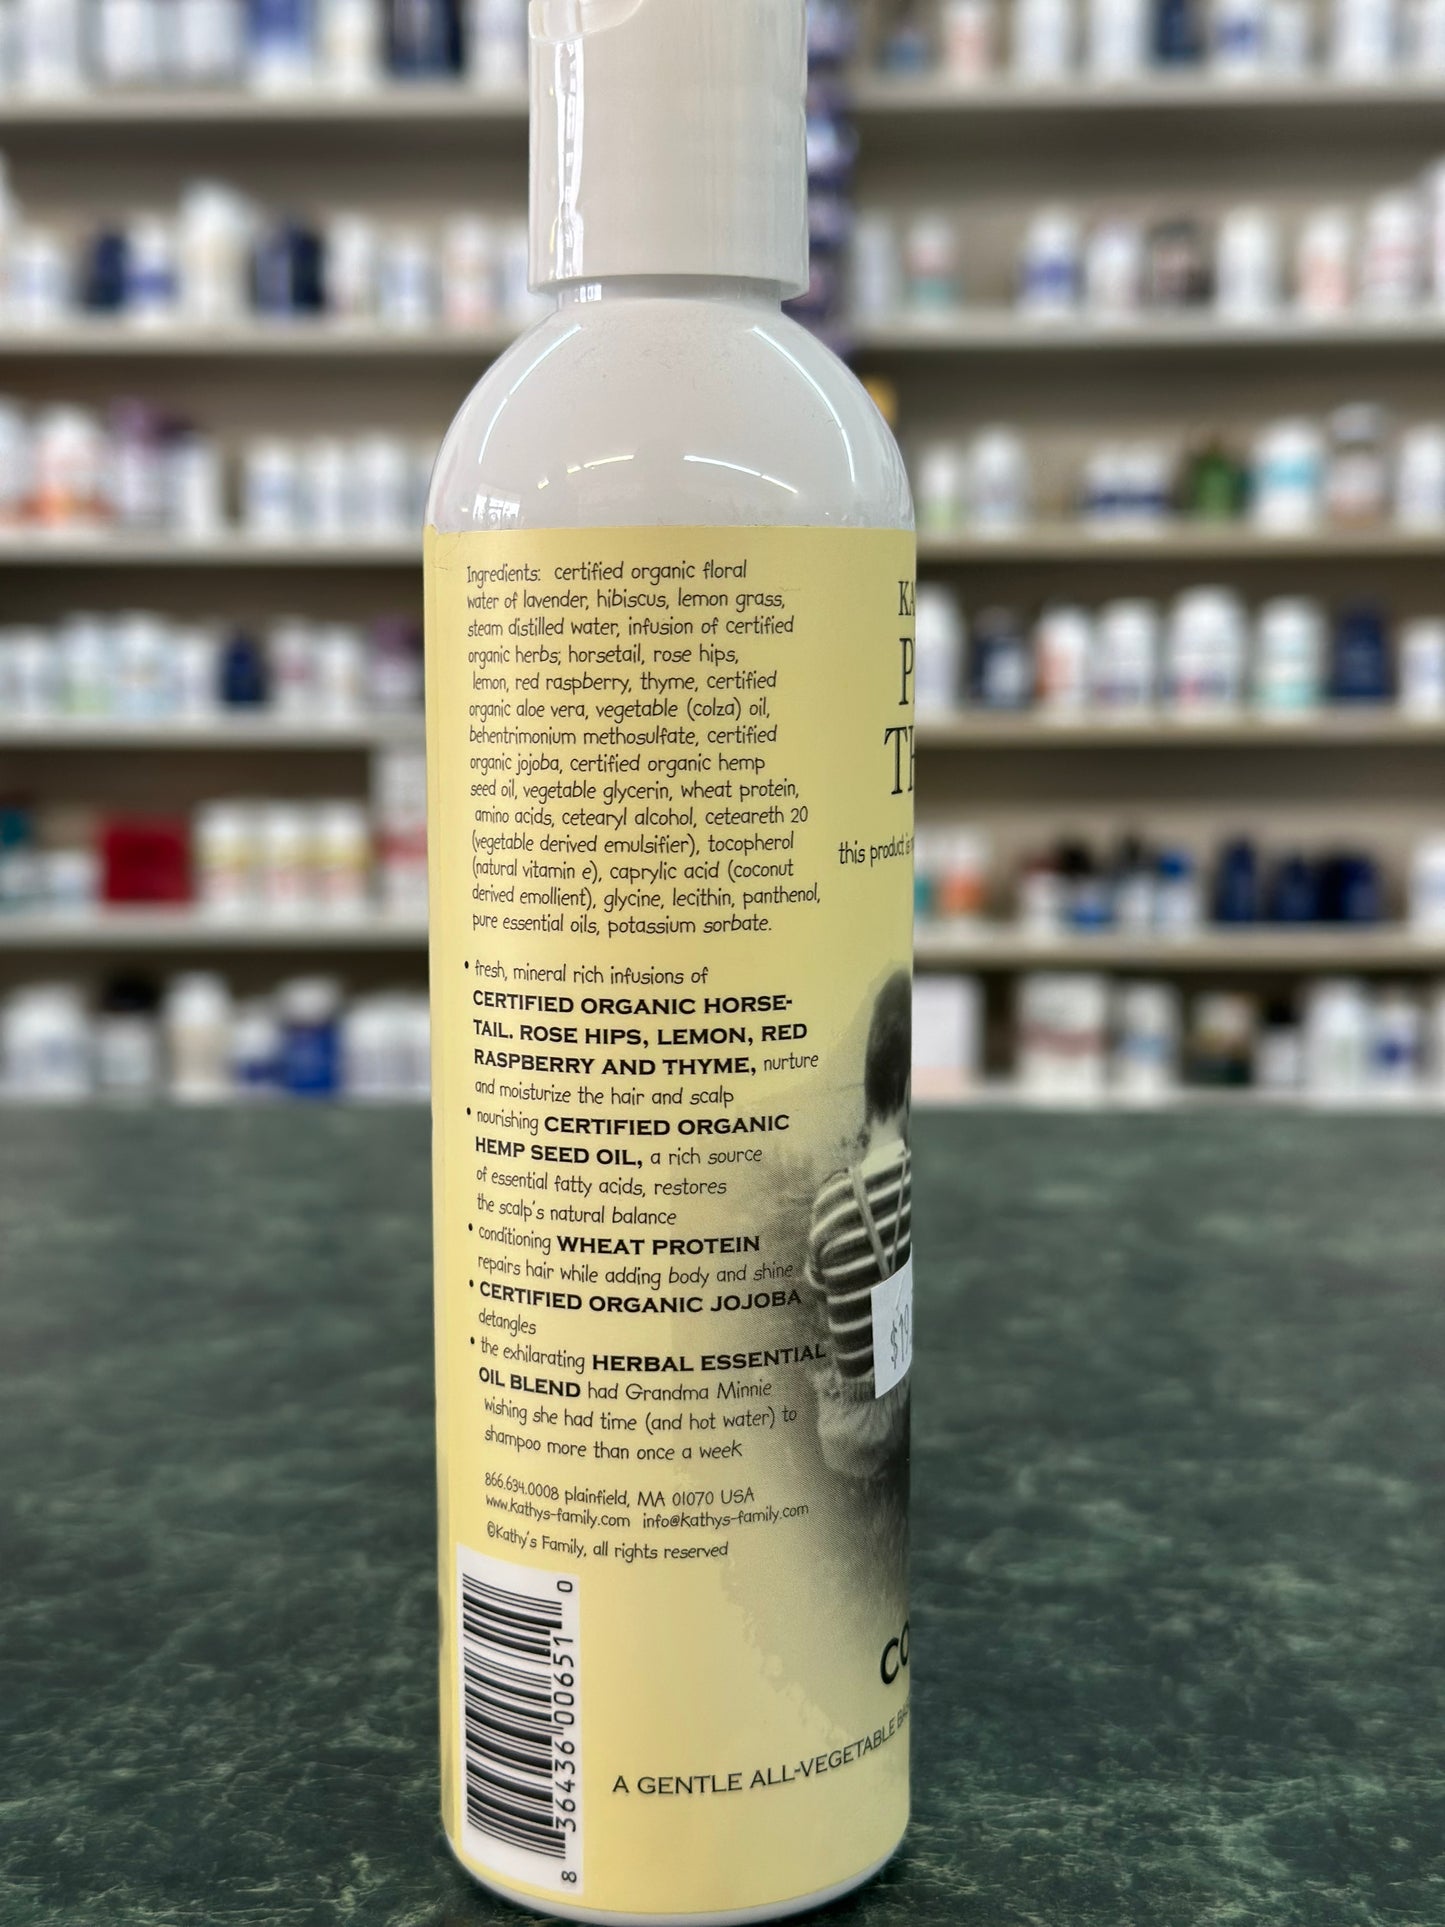 Ingredients: certified organic floral
water of lavender, hibiscus, lemon grass,
steam distilled water, infusion of certified
organic herbs; horsetail, rose hips,
lemon, red raspberry, thyme, certified
organic aloe vera, vegetable (colza) oil,
behentrimonium methosulfate, certified
organic jojoba, certified organic hemp
seed oil, vegetable glycerin, wheat protein,
amino acids, cetearyl alcohol, ceteareth 20
(vegetable derived emulsifier), tocopherol
(natural vitamin e), caprylic acid (coconut
derived emollient), glycine, lecithin, panthenol,
pure essential oils, potassium sorbate.
• fresh, mineral rich infusions of
CERTIFIED ORGANIC HORSE-
TAIL. ROSE HIPS, LEMON, RED
RASPBERRY AND THYME, nurture
and moisturize the hair and scalp
• nourishing CERTIFIED ORGANIC
HEMP SEED OIL, a rich source
of essential fatty acids, restores
the scalp's natural balance
• conditioning WHEAT PROTEIN
repairs hair while adding body and shine
• CERTIFIED ORGANIC JOJOBA
detangles
• the exhilarating HERBAL ESSENTIAL
OIL BLEND had Grandma Minnie
wishing she had time (and hot water) to
shampoo more than once a week
866.634.0008 plainfield, MA 01070 USA
www.kathys-family.com info@kathys-family.com
©Kathy's Family, all rights reserved
8 36436 00651 0
this product is
$19
A GENTLE ALL-VEGETABLE